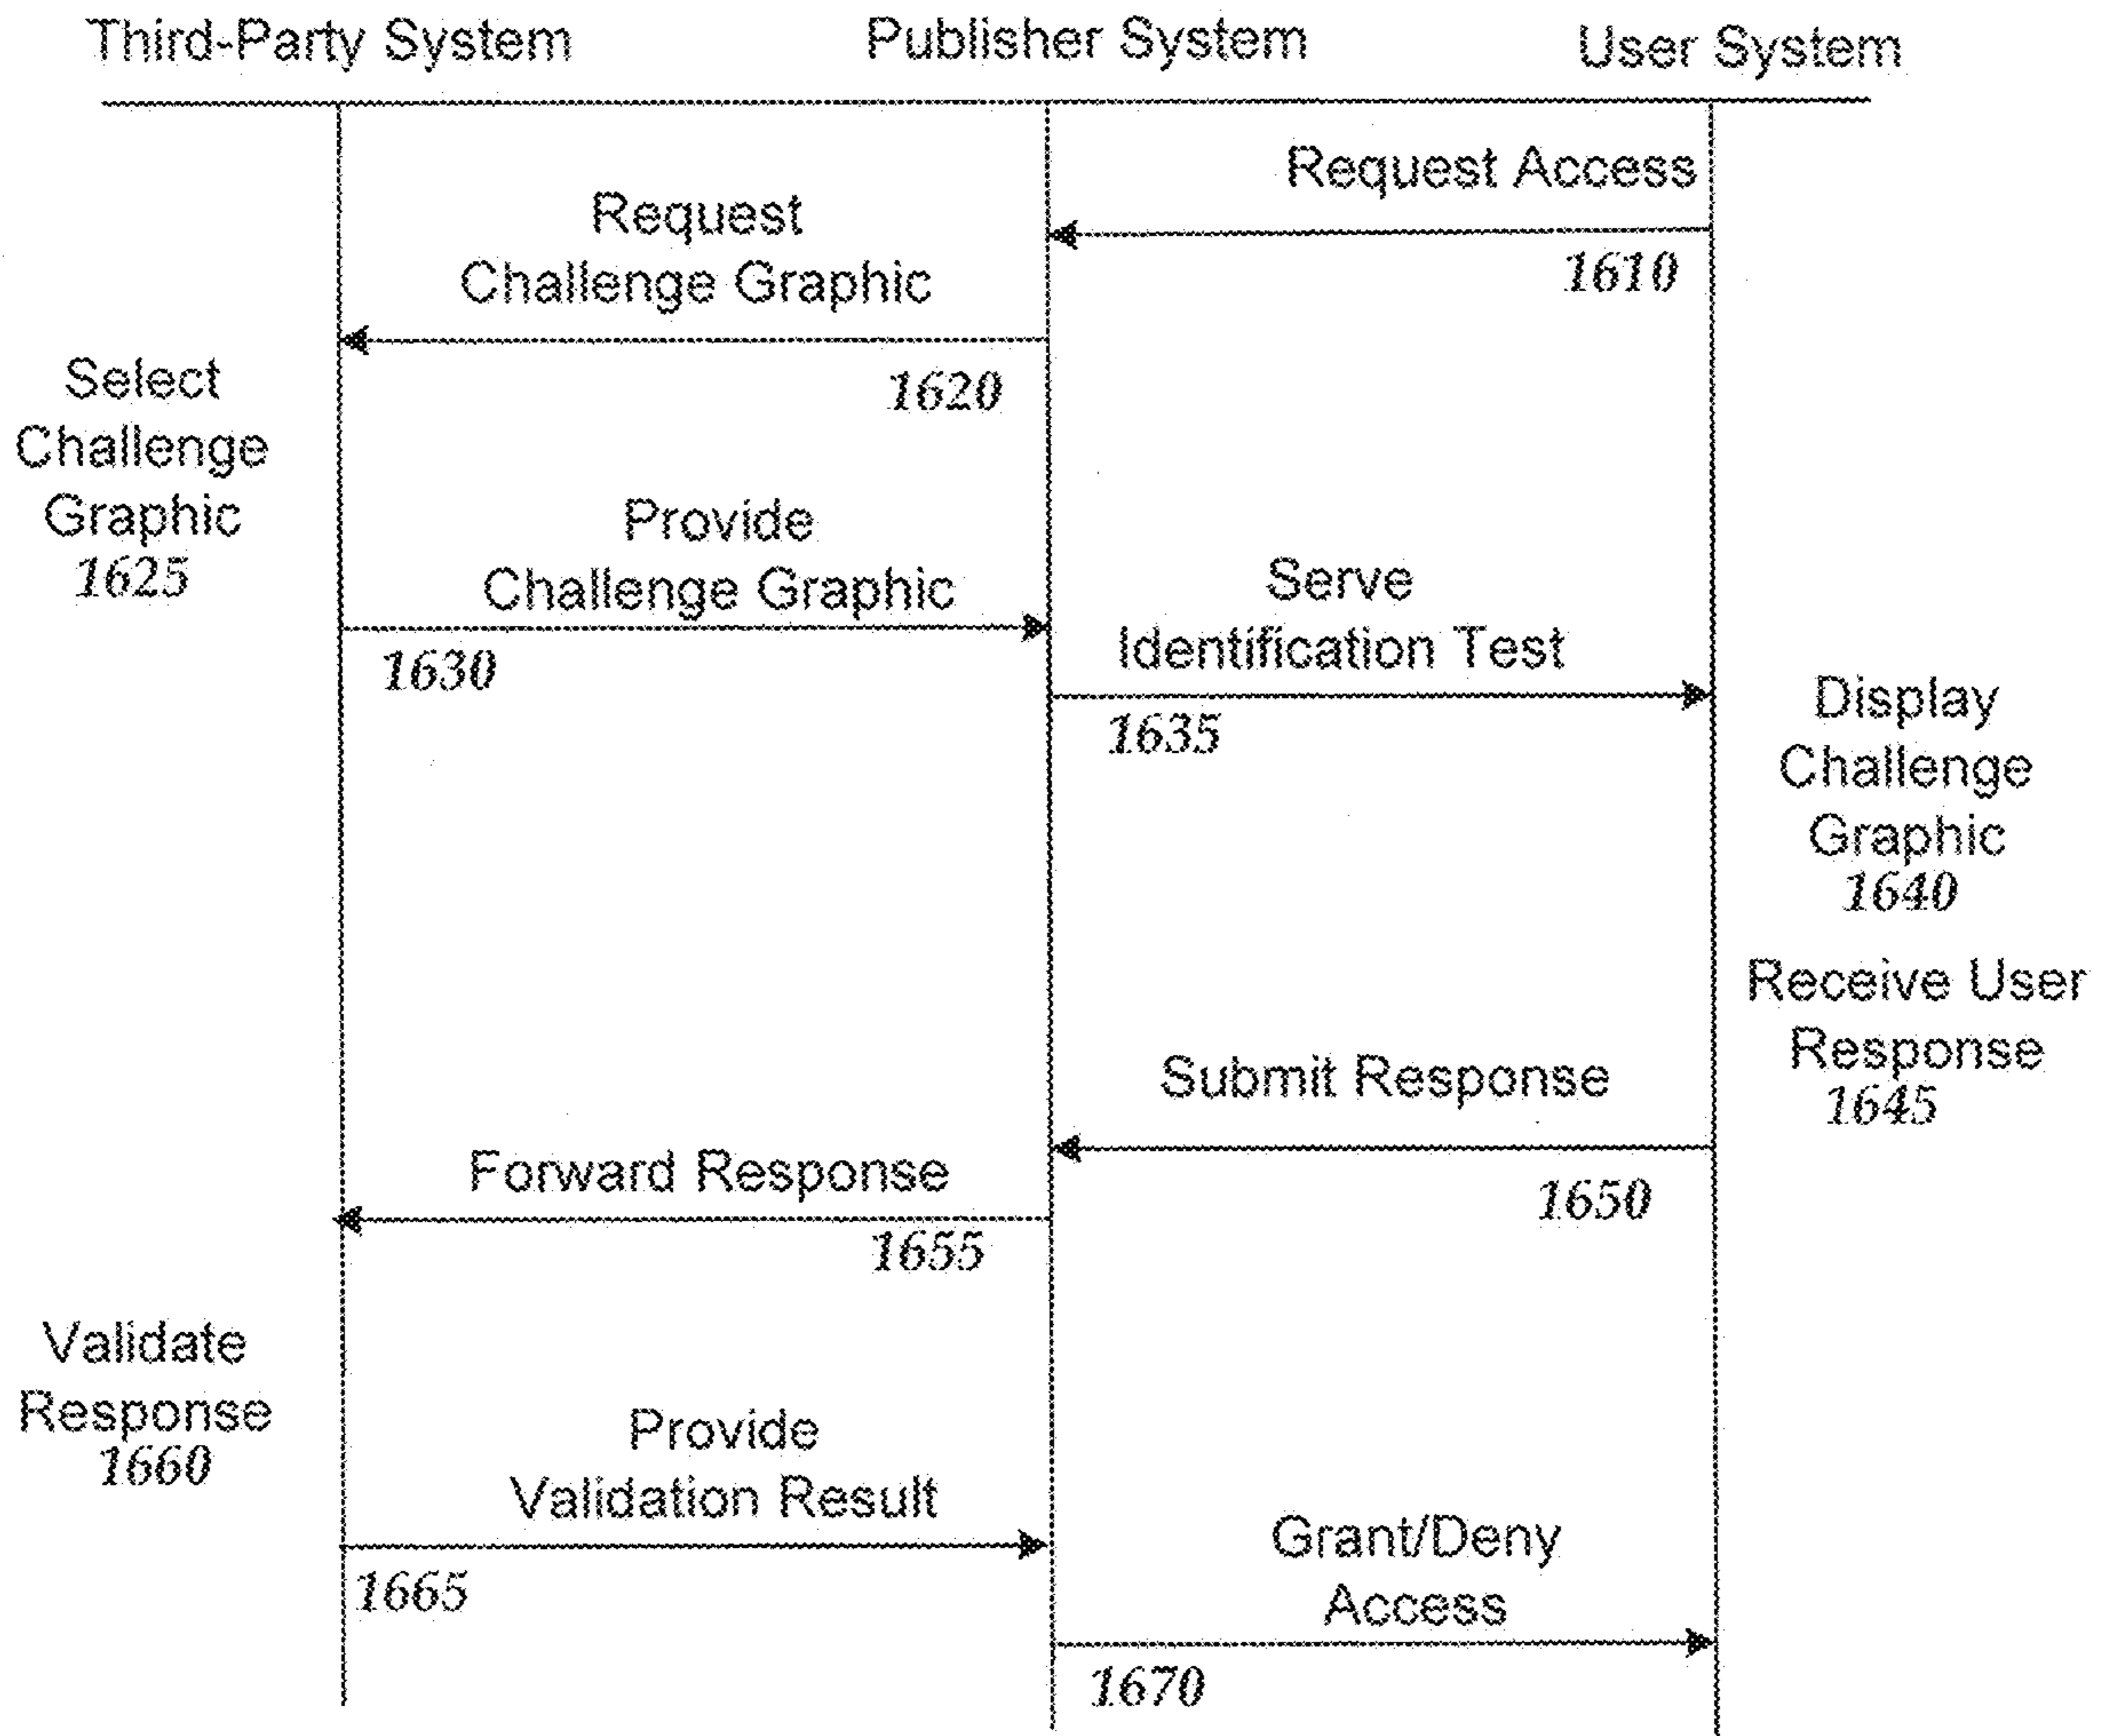 Third-Party System
Publisher System
User System
Request Access
1610
Request
Challenge Graphic
1620
Select
Challenge
Graphic
1625
Provide
Challenge Graphic
1630
Serve
Identification Test
1635
Display
Challenge
Graphic
1640
Receive User
Response
1645
Submit Response
1650
Forward Response
1655
Validate
Response
1660
Provide
Validation Result
1665
Grant/Deny
Access
1670